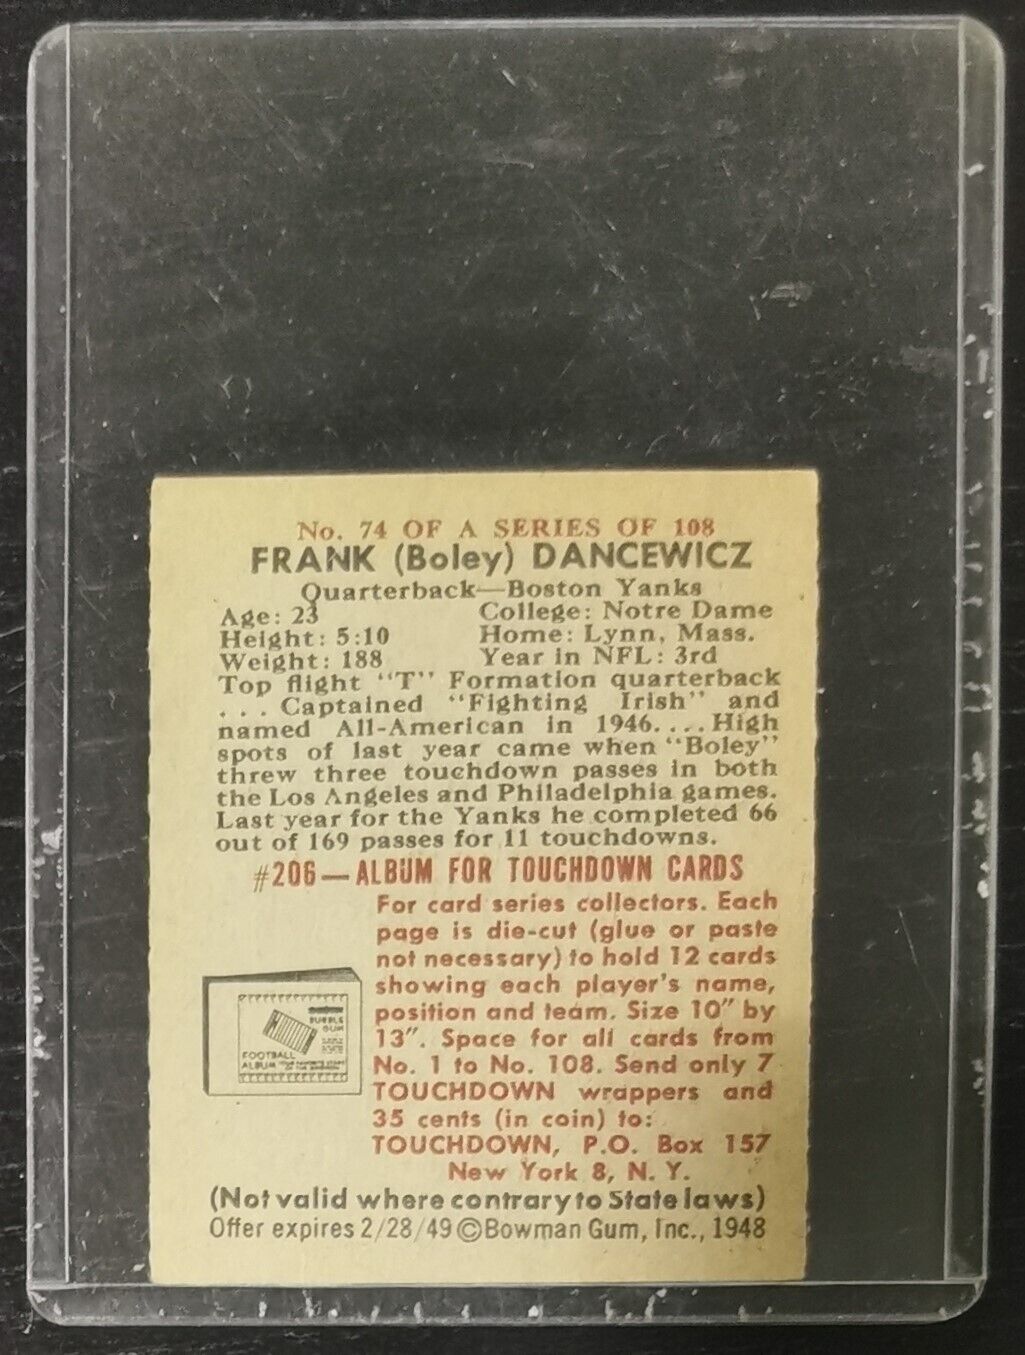 No. 74 OF A SERIES OF 108
FRANK (Boley) DANCEWICZ
Quarterback—Boston Yanks
Age: 23 College: Notre Dame
Height: 5:10 Home: Lynn, Mass.
Weight: 188 Year in NFL: 3rd
Top flight "T" Formation quarterback
. . . Captained "Fighting Irish" and
named All-American in 1946. . . . High
spots of last year came when "Boley"
threw three touchdown passes in both
the Los Angeles and Philadelphia games.
Last year for the Yanks he completed 66
out of 169 passes for 11 touchdowns.
#206—ALBUM FOR TOUCHDOWN CARDS
For card series collectors. Each
page is die-cut (glue or paste
not necessary) to hold 12 cards
showing each player's name,
position and team. Size 10" by
13". Space for all cards from
No. 1 to No. 108. Send only 7
TOUCHDOWN wrappers and
35 cents (in coin) to:
TOUCHDOWN, P.O. Box 157
New York 8, N. Y.
BUBBLE
GUM
FOOTBALL
ALBUM
(Not valid where contrary to State laws)
Offer expires 2/28/49 ©Bowman Gum, Inc., 1948